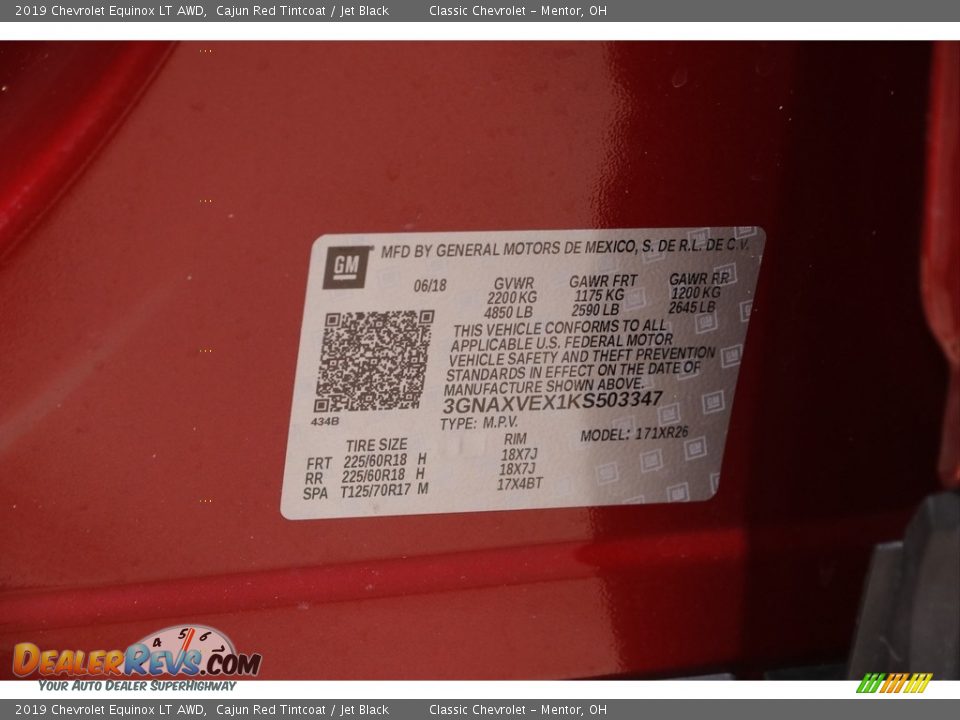 2019 Chevrolet Equinox LT AWD, Cajun Red Tintcoat / Jet Black Classic Chevrolet – Mentor, OH
GM MFD BY GENERAL MOTORS DE MEXICO, S. DE R.L. DE C.V.
06/18 GVWR GAWR FRT GAWR RR
2200 KG 1175 KG 1200 KG
4850 LB 2590 LB 2645 LB
THIS VEHICLE CONFORMS TO ALL
APPLICABLE U.S. FEDERAL MOTOR
VEHICLE SAFETY AND THEFT PREVENTION
STANDARDS IN EFFECT ON THE DATE OF
MANUFACTURE SHOWN ABOVE.
3GNAXVEX1KS503347
434B TYPE: M.P.V. MODEL: 171XR26
TIRE SIZE RIM
FRT 225/60R18 H 18X7J
RR 225/60R18 H 18X7J
SPA T125/70R17 M 17X4BT
4 5 6
DEALERREVS.COM
YOUR AUTO DEALER SUPERHIGHWAY
2019 Chevrolet Equinox LT AWD, Cajun Red Tintcoat / Jet Black Classic Chevrolet – Mentor, OH